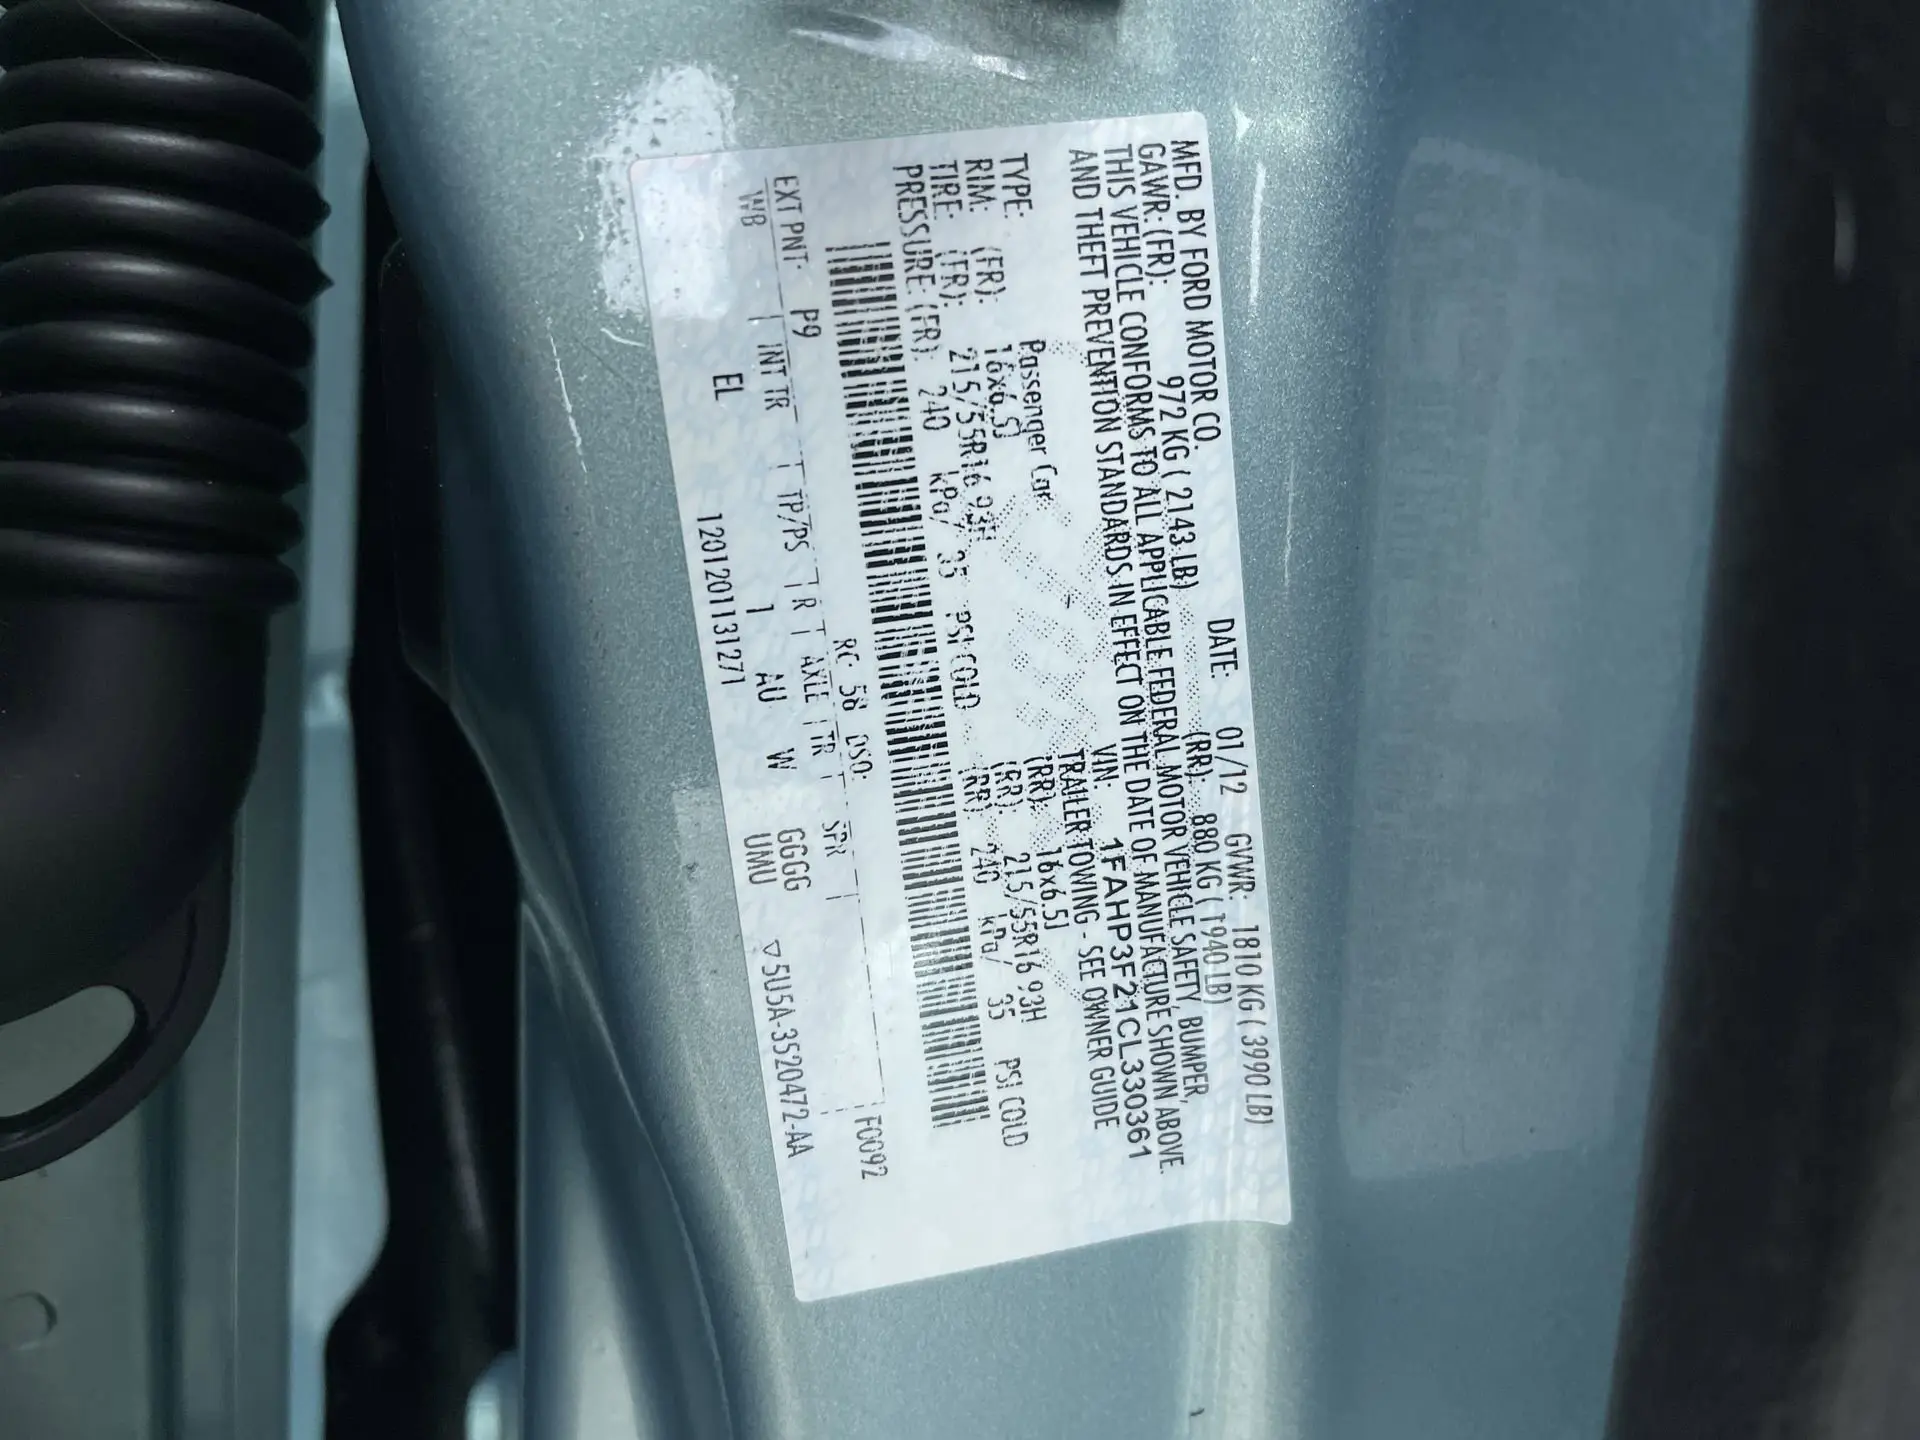 MFD. BY FORD MOTOR CO. DATE: 01/12 GVWR: 1810 KG ( 3990 LB)
GAWR: (FR): 972 KG ( 2143 LB) (RR): 880 KG ( 1940 LB)
THIS VEHICLE CONFORMS TO ALL APPLICABLE FEDERAL MOTOR VEHICLE SAFETY, BUMPER,
AND THEFT PREVENTION STANDARDS IN EFFECT ON THE DATE OF MANUFACTURE SHOWN ABOVE.
VIN: 1FAHP3F21CL330361
TYPE: Passenger Car TRAILER TOWING - SEE OWNER GUIDE
RIM: (FR): 16x6.5J (RR): 16x6.5J
TIRE: (FR): 215/55R16 93H (RR): 215/55R16 93H
PRESSURE: (FR): 240 kPa/ 35 PSI COLD (RR) 240 kPa/ 35 PSI COLD
RC: 58 DSO: F0092
EXT PNT: P9
WB INT TR TP/PS R AXLE TR SPR
EL 1 AU W GGGG ▽5U5A-3520472-AA
1201201131271 UMU